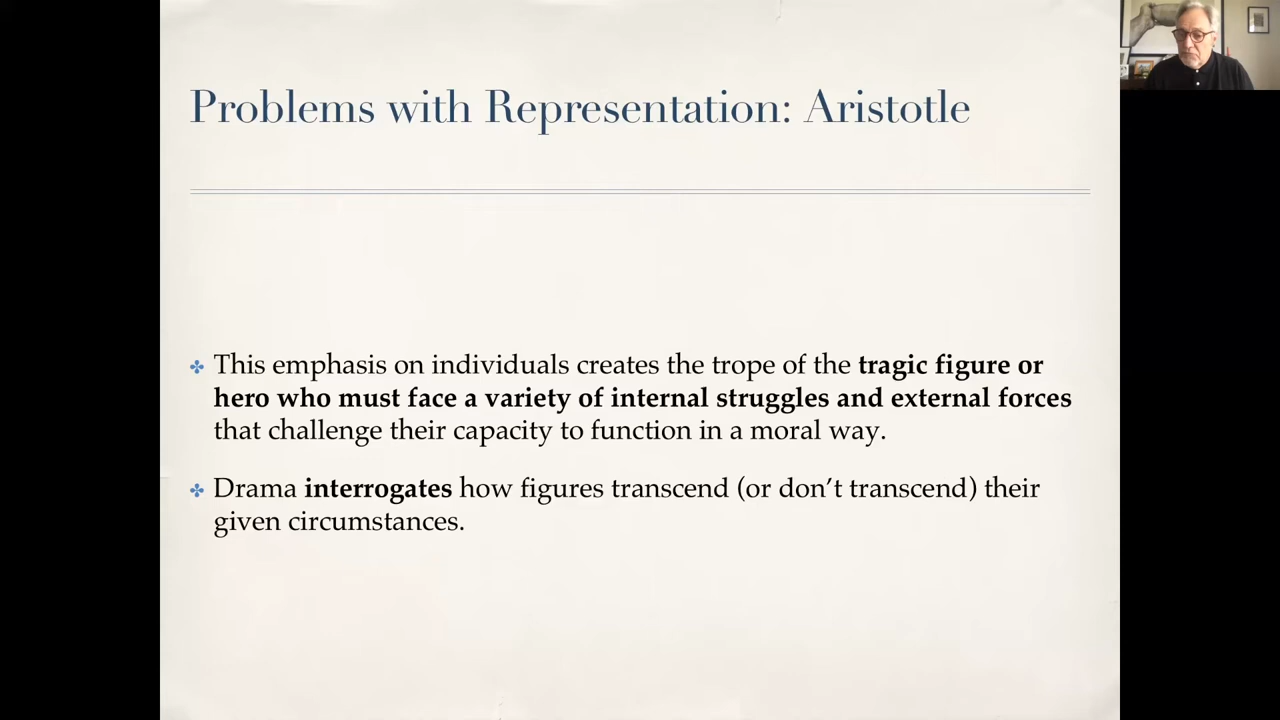 Problems with Representation: Aristotle
This emphasis on individuals creates the trope of the tragic figure or
hero who must face a variety of internal struggles and external forces
that challenge their capacity to function in a moral way.
Drama interrogates how figures transcend (or don’t transcend) their
given circumstances.